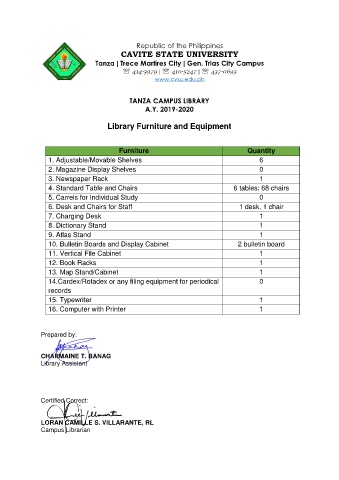 Republic of the Philippines
CAVITE STATE UNIVERSITY
Tanza | Trece Martires City | Gen. Trias City Campus
☏ 414-3979 | ☏ 410-5247 | ☏ 437-0693
www.cvsu.edu.ph
TANZA CAMPUS LIBRARY
A.Y. 2019-2020
Library Furniture and Equipment
Furniture Quantity
1. Adjustable/Movable Shelves 6
2. Magazine Display Shelves 0
3. Newspaper Rack 1
4. Standard Table and Chairs 6 tables; 68 chairs
5. Carrels for Individual Study 0
6. Desk and Chairs for Staff 1 desk, 1 chair
7. Charging Desk 1
8. Dictionary Stand 1
9. Atlas Stand 1
10. Bulletin Boards and Display Cabinet 2 bulletin board
11. Vertical File Cabinet 1
12. Book Racks 1
13. Map Stand/Cabinet 1
14.Cardex/Rotadex or any filing equipment for periodical 0
records
15. Typewriter 1
16. Computer with Printer 1
Prepared by:
CHARMAINE T. BANAG
Library Assistant
Certified Correct:
LORAN CAMILLE S. VILLARANTE, RL
Campus Librarian